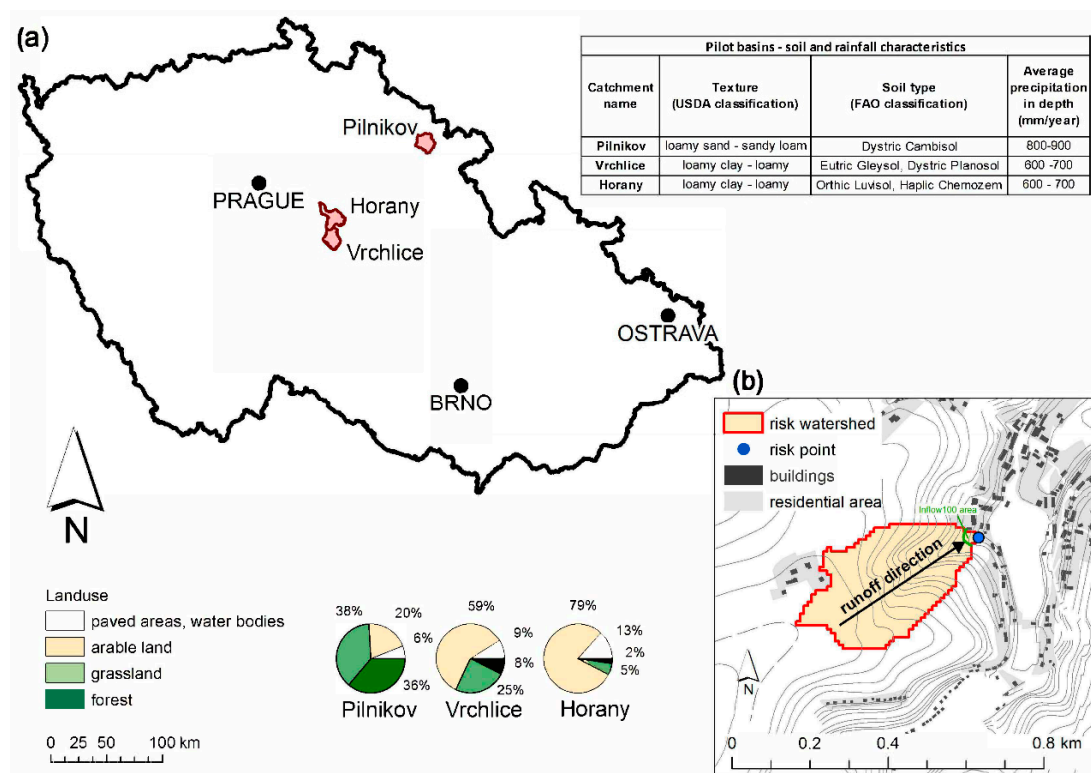 (a)
Pilot basins - soil and rainfall characteristics
Catchment name | Texture (USDA classification) | Soil type (FAO classification) | Average precipitation in depth (mm/year)
Pilnikov | loamy sand - sandy loam | Dystric Cambisol | 800-900
Vrchlice | loamy clay - loamy | Eutric Gleysol, Dystric Planosol | 600 -700
Horany | loamy clay - loamy | Orthic Luvisol, Haplic Chemozem | 600 - 700
Pilnikov
PRAGUE
Horany
Vrchlice
OSTRAVA
BRNO
N
Landuse
paved areas, water bodies
arable land
grassland
forest
0 25 50 100 km
38% 20%
6%
36%
Pilnikov
59%
9%
8%
25%
Vrchlice
79%
13%
2%
5%
Horany
(b)
risk watershed
risk point
buildings
residential area
Inflow100 area
runoff direction
N
0 0.2 0.4 0.8 km